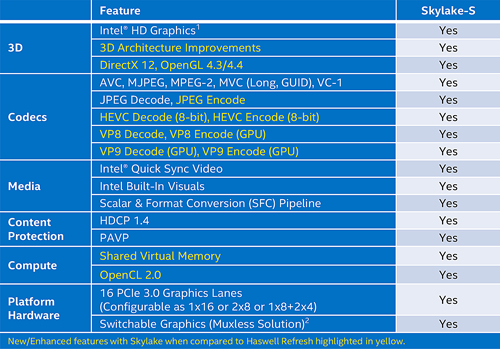 Feature Skylake-S
3D
Intel® HD Graphics1 Yes
3D Architecture Improvements Yes
DirectX 12, OpenGL 4.3/4.4 Yes
Codecs
AVC, MJPEG, MPEG-2, MVC (Long, GUID), VC-1 Yes
JPEG Decode, JPEG Encode Yes
HEVC Decode (8-bit), HEVC Encode (8-bit) Yes
VP8 Decode, VP8 Encode (GPU) Yes
VP9 Decode (GPU), VP9 Encode (GPU) Yes
Media
Intel® Quick Sync Video Yes
Intel Built-In Visuals Yes
Scalar & Format Conversion (SFC) Pipeline Yes
Content
Protection
HDCP 1.4 Yes
PAVP Yes
Compute
Shared Virtual Memory Yes
OpenCL 2.0 Yes
Platform
Hardware
16 PCIe 3.0 Graphics Lanes
(Configurable as 1x16 or 2x8 or 1x8+2x4) Yes
Switchable Graphics (Muxless Solution)2 Yes
New/Enhanced features with Skylake when compared to Haswell Refresh highlighted in yellow.